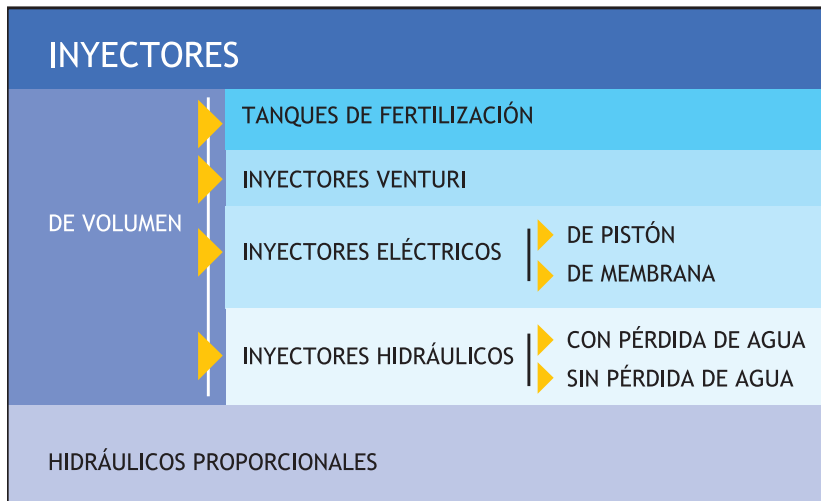 INYECTORES
DE VOLUMEN
TANQUES DE FERTILIZACIÓN
INYECTORES VENTURI
INYECTORES ELÉCTRICOS
DE PISTÓN
DE MEMBRANA
INYECTORES HIDRÁULICOS
CON PÉRDIDA DE AGUA
SIN PÉRDIDA DE AGUA
HIDRÁULICOS PROPORCIONALES